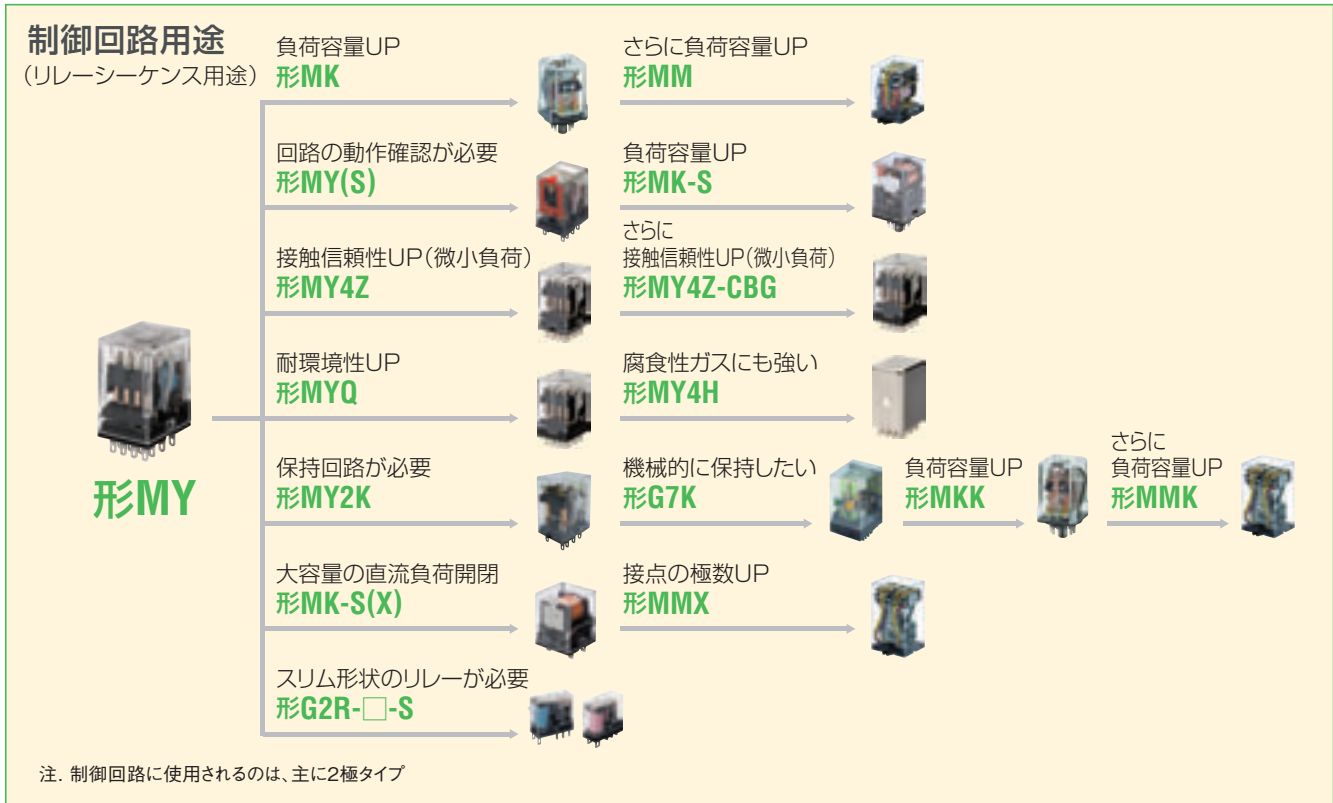 制御回路用途
（リレーシーケンス用途）
負荷容量UP
形MK
さらに負荷容量UP
形MM
回路の動作確認が必要
形MY(S)
負荷容量UP
形MK-S
接触信頼性UP（微小負荷）
形MY4Z
さらに
接触信頼性UP（微小負荷）
形MY4Z-CBG
耐環境性UP
形MYQ
腐食性ガスにも強い
形MY4H
形MY
保持回路が必要
形MY2K
機械的に保持したい
形G7K
負荷容量UP
形MKK
さらに
負荷容量UP
形MMK
大容量の直流負荷開閉
形MK-S(X)
接点の極数UP
形MMX
スリム形状のリレーが必要
形G2R-□-S
注. 制御回路に使用されるのは、主に2極タイプ